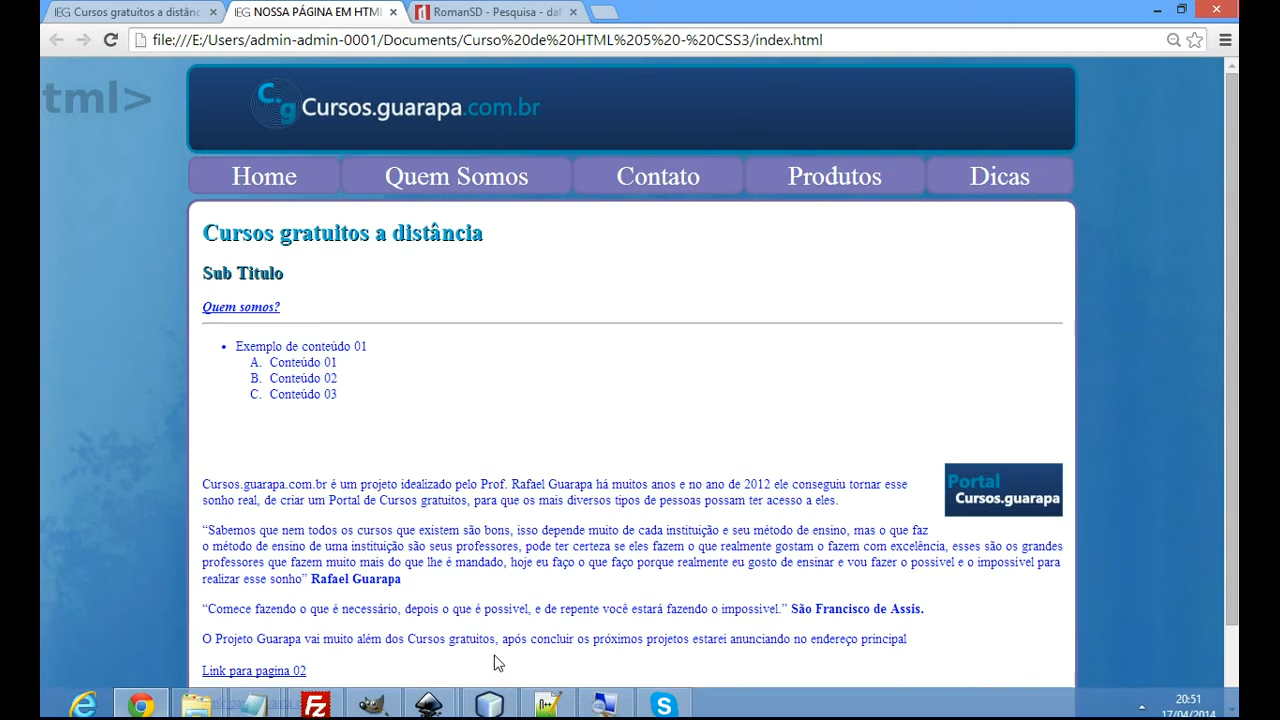 IEG Cursos gratuitos a distânc
IEG NOSSA PÁGINA EM HTM
RomanSD - Pesquisa - daf
file:///E:/Users/admin-admin-0001/Documents/Curso%20de%20HTML%205%20-%20CSS3/index.html
tml>
C.g Cursos.guarapa.com.br
Home Quem Somos Contato Produtos Dicas
Cursos gratuitos a distância
Sub Titulo
Quem somos?
• Exemplo de conteúdo 01
A. Conteúdo 01
B. Conteúdo 02
C. Conteúdo 03
Portal
Cursos.guarapa
Cursos.guarapa.com.br é um projeto idealizado pelo Prof. Rafael Guarapa há muitos anos e no ano de 2012 ele conseguiu tornar esse
sonho real, de criar um Portal de Cursos gratuitos, para que os mais diversos tipos de pessoas possam ter acesso a eles.
“Sabemos que nem todos os cursos que existem são bons, isso depende muito de cada instituição e seu método de ensino, mas o que faz
o método de ensino de uma instituição são seus professores, pode ter certeza se eles fazem o que realmente gostam o fazem com excelência, esses são os grandes
professores que fazem muito mais do que lhe é mandado, hoje eu faço o que faço porque realmente eu gosto de ensinar e vou fazer o possivel e o impossivel para
realizar esse sonho” Rafael Guarapa
“Comece fazendo o que é necessário, depois o que é possivel, e de repente você estará fazendo o impossivel.” São Francisco de Assis.
O Projeto Guarapa vai muito além dos Cursos gratuitos, após concluir os próximos projetos estarei anunciando no endereço principal
Link para pagina 02
20:51
17/04/2014